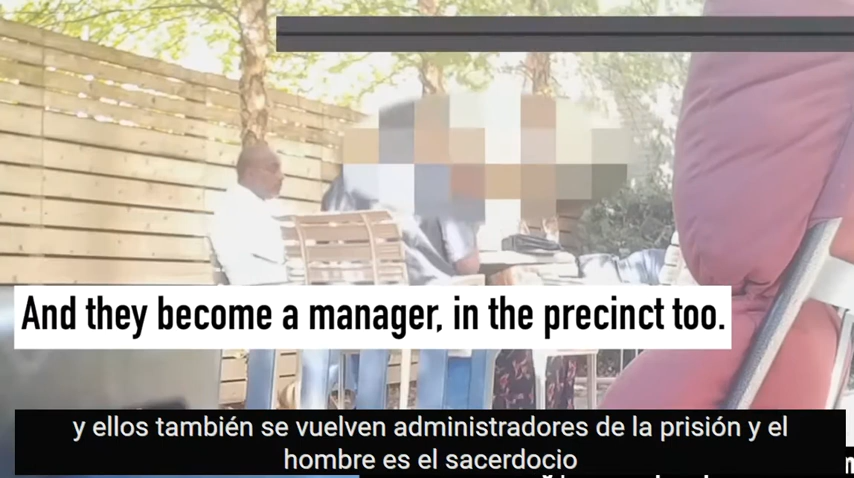 And they become a manager, in the precinct too.
y ellos también se vuelven administradores de la prisión y el
hombre es el sacerdocio